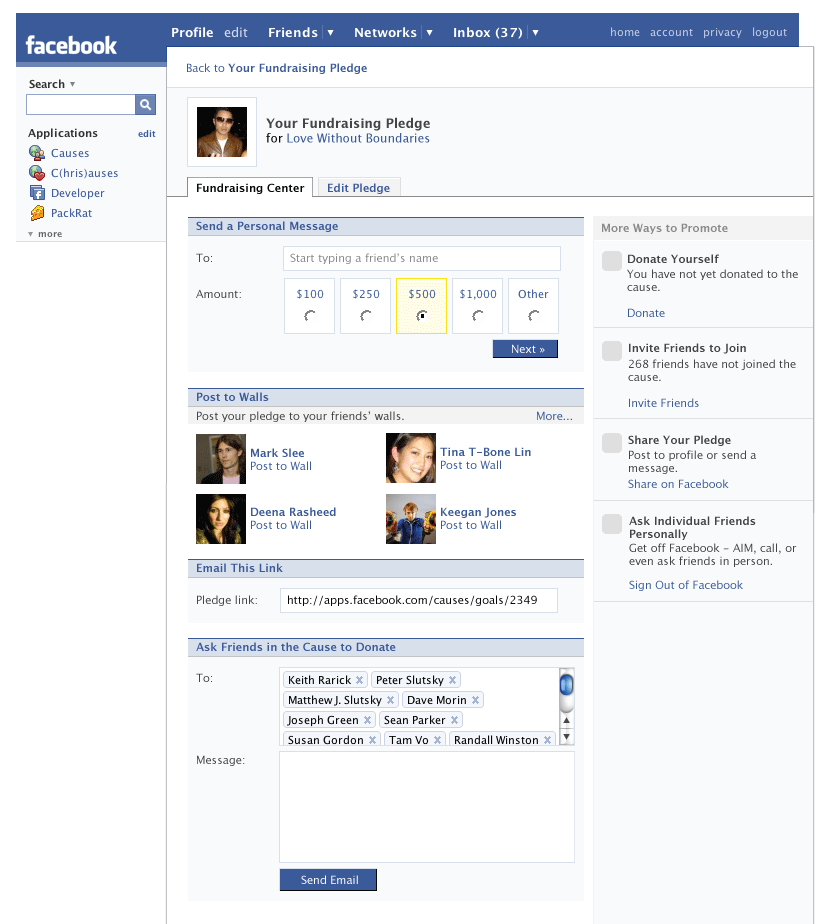 facebook
Profile edit Friends ▼ Networks ▼ Inbox (37) ▼ home account privacy logout
Search ▼
Applications edit
Causes
C(hris)auses
Developer
PackRat
▼ more
Back to Your Fundraising Pledge
Your Fundraising Pledge
for Love Without Boundaries
Fundraising Center Edit Pledge
Send a Personal Message
To: Start typing a friend's name
Amount: $100 $250 $500 $1,000 Other
Next »
Post to Walls
Post your pledge to your friends' walls. More...
Mark Slee
Post to Wall
Tina T-Bone Lin
Post to Wall
Deena Rasheed
Post to Wall
Keegan Jones
Post to Wall
Email This Link
Pledge link: http://apps.facebook.com/causes/goals/2349
Ask Friends in the Cause to Donate
To: Keith Rarick x Peter Slutsky x
Matthew J. Slutsky x Dave Morin x
Joseph Green x Sean Parker x
Susan Gordon x Tam Vo x Randall Winston x
Message:
Send Email
More Ways to Promote
Donate Yourself
You have not yet donated to the
cause.
Donate
Invite Friends to Join
268 friends have not joined the
cause.
Invite Friends
Share Your Pledge
Post to profile or send a
message.
Share on Facebook
Ask Individual Friends
Personally
Get off Facebook – AIM, call, or
even ask friends in person.
Sign Out of Facebook